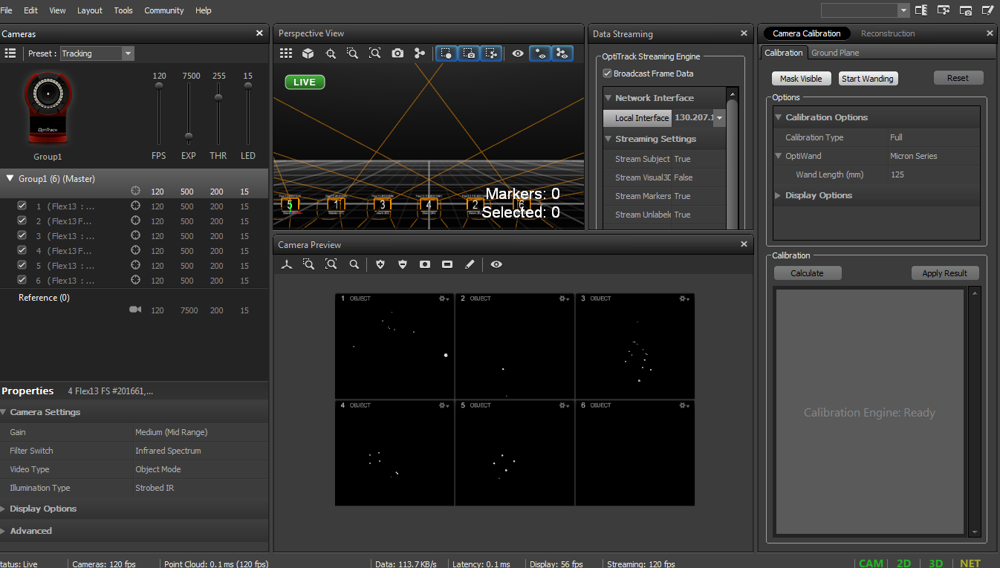 File Edit View Layout Tools Community Help
Cameras
Preset : Tracking
120 7500 255 15
OptiTrack
Group1
FPS EXP THR LED
Group1 (6) (Master)
120 500 200 15
1 (Flex13 : ... 120 500 200 15
2 (Flex13 F... 120 500 200 15
3 (Flex13 : ... 120 500 200 15
4 (Flex13 F... 120 500 200 15
5 (Flex13 : ... 120 500 200 15
6 (Flex13 : ... 120 500 200 15
Reference (0)
120 7500 200 15
Properties 4 Flex13 FS #201661,...
Camera Settings
Gain Medium (Mid Range)
Filter Switch Infrared Spectrum
Video Type Object Mode
Illumination Type Strobed IR
Display Options
Advanced
Perspective View
LIVE
5 1 3 4 2 6
Markers: 0
Selected: 0
Camera Preview
1 OBJECT 2 OBJECT 3 OBJECT
4 OBJECT 5 OBJECT 6 OBJECT
Data Streaming
OptiTrack Streaming Engine
Broadcast Frame Data
Network Interface
Local Interface 130.207.1
Streaming Settings
Stream Subject True
Stream Visual3D False
Stream Markers True
Stream Unlabele True
Camera Calibration Reconstruction
Calibration Ground Plane
Mask Visible Start Wanding Reset
Options
Calibration Options
Calibration Type Full
OptiWand Micron Series
Wand Length (mm) 125
Display Options
Calibration
Calculate Apply Result
Calibration Engine: Ready
tatus: Live Cameras: 120 fps Point Cloud: 0.1 ms (120 fps) Data: 113.7 KB/s Latency: 0.1 ms Display: 56 fps Streaming: 120 fps CAM 2D 3D NET